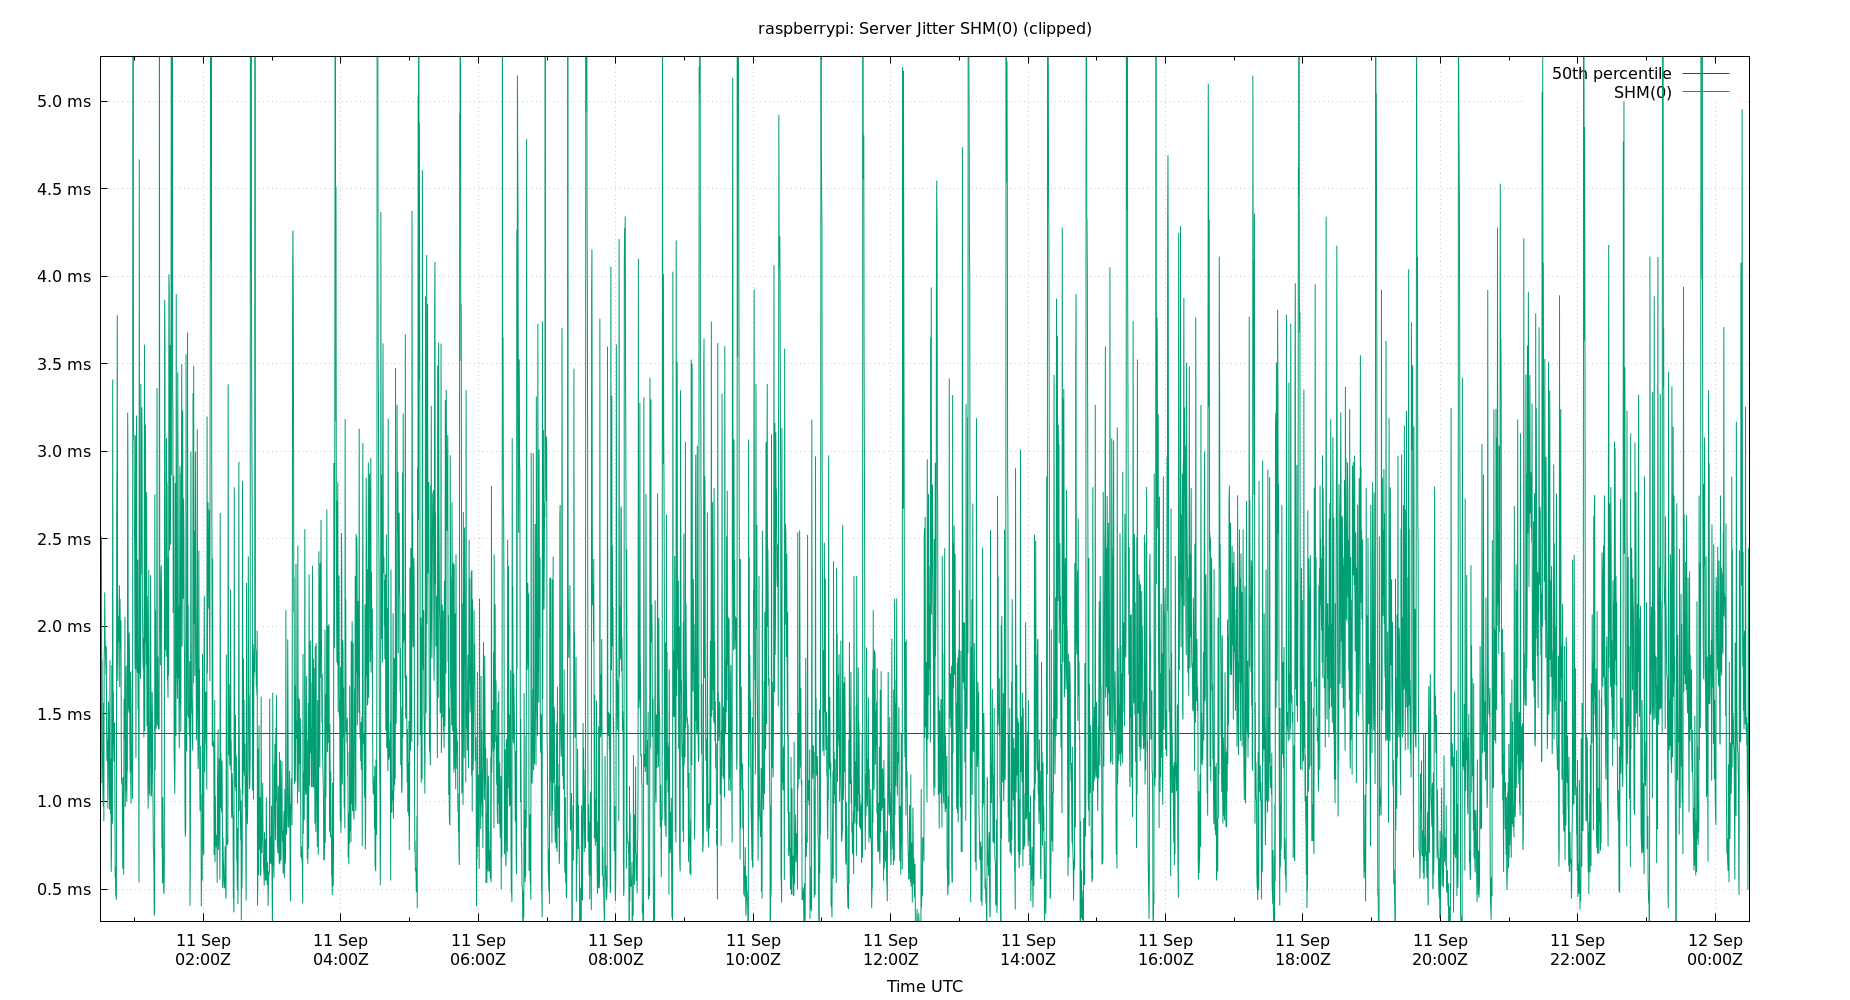 raspberrypi: Server Jitter SHM(0) (clipped)
50th percentile
SHM(0)
5.0 ms
4.5 ms
4.0 ms
3.5 ms
3.0 ms
2.5 ms
2.0 ms
1.5 ms
1.0 ms
0.5 ms
11 Sep 11 Sep 11 Sep 11 Sep 11 Sep 11 Sep 11 Sep 11 Sep 11 Sep 11 Sep 11 Sep 12 Sep
02:00Z 04:00Z 06:00Z 08:00Z 10:00Z 12:00Z 14:00Z 16:00Z 18:00Z 20:00Z 22:00Z 00:00Z
Time UTC